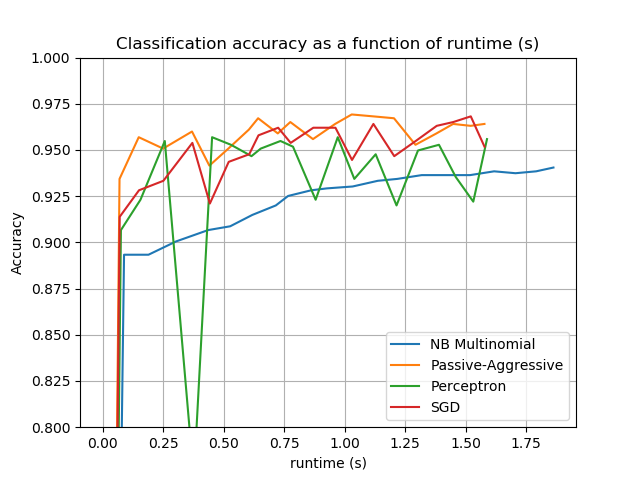 Classification accuracy as a function of runtime (s)
1.000
0.975
0.950
0.925
0.900
0.875
0.850
0.825
0.800
Accuracy
NB Multinomial
Passive-Aggressive
Perceptron
SGD
0.00 0.25 0.50 0.75 1.00 1.25 1.50 1.75
runtime (s)